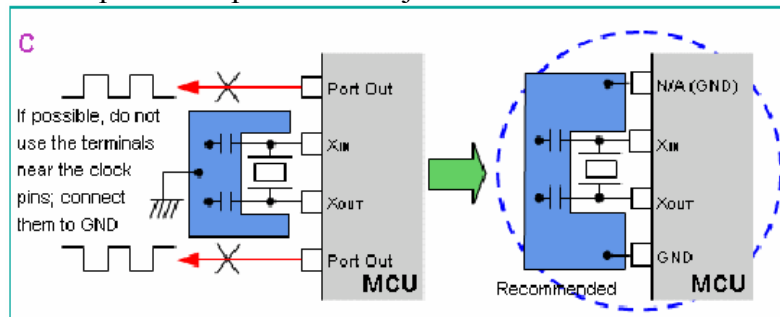 C
If possible, do not
use the terminals
near the clock
pins; connect
them to GND
Port Out
XIN
XOUT
Port Out
MCU
N/A (GND)
XIN
XOUT
GND
MCU
Recommended